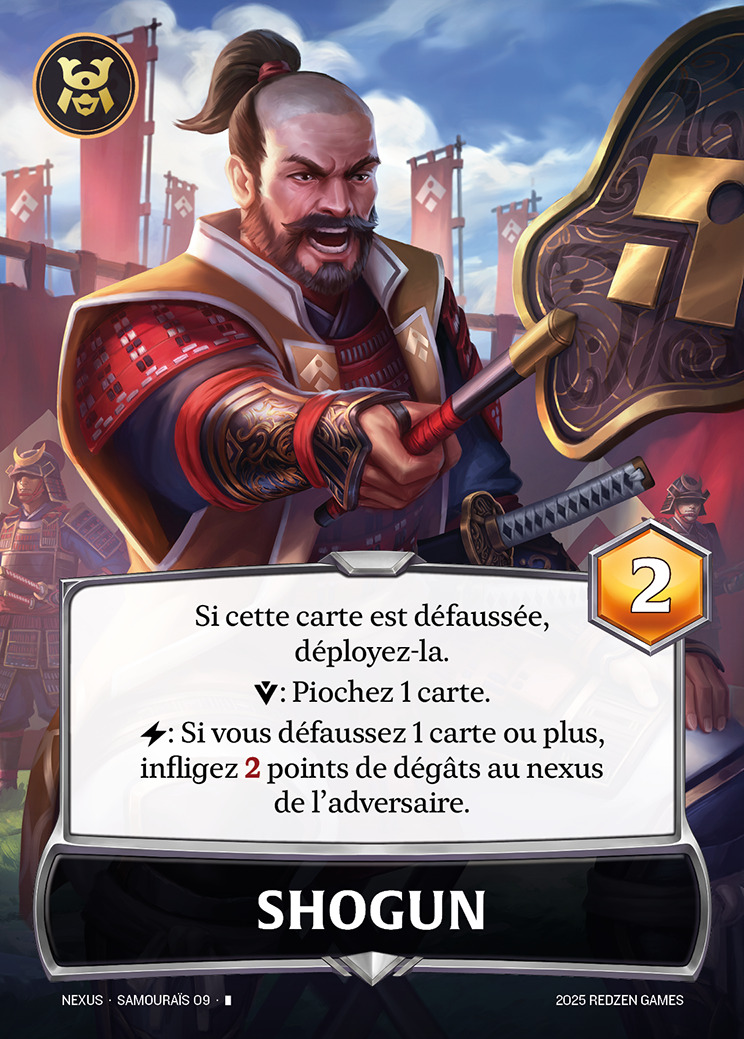 2
Si cette carte est défaussée,
déployez-la.
: Piochez 1 carte.
: Si vous défaussez 1 carte ou plus,
infligez 2 points de dégâts au nexus
de l’adversaire.
SHOGUN
NEXUS · SAMOURAÏS 09 ·
2025 REDZEN GAMES